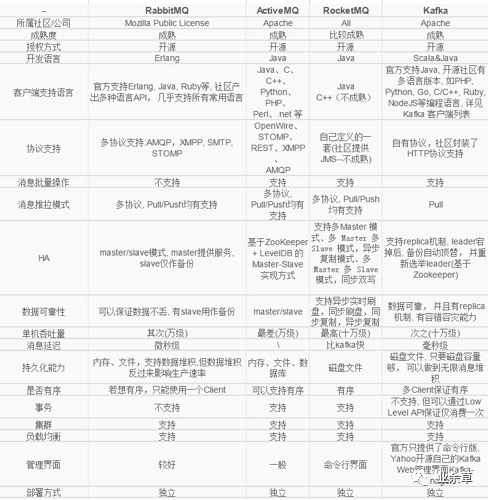 – RabbitMQ ActiveMQ RocketMQ Kafka
所属社区/公司 Mozilla Public License Apache Ali Apache
成熟度 成熟 成熟 比较成熟 成熟
授权方式 开源 开源 开源 开源
开发语言 Erlang Java Java Scala&Java
客户端支持语言
官方支持Erlang, Java, Ruby等, 社区产
出多种语言API，几乎支持所有常用语言
Java、C、
C++、
Python、
PHP、
Perl、.net 等
Java
C++（不成熟）
官方支持Java, 开源社区有
多语言版本, 如PHP,
Python, Go, C/C++, Ruby,
NodeJS等编程语言, 详见
Kafka 客户端列表
协议支持
多协议支持:AMQP，XMPP, SMTP,
STOMP
OpenWire、
STOMP、
REST、XMPP
、
AMQP
自己定义的一
套(社区提供
JMS--不成熟)
自有协议，社区封装了
HTTP协议支持
消息批量操作 不支持 支持 支持 支持
消息推拉模式
多协议, Pull/Push均有支持
多协议,
Pull/Push均有支
持
多协议, Pull/Push
均有支持
Pull
HA
master/slave模式, master提供服务,
slave仅作备份
基于ZooKeeper
+ LevelDB 的
Master-Slave
实现方式
支持多Master 模
式、多 Master 多
Slave 模式，异步
复制模式、多
Master 多 Slave
模式，同步双写
支持replica机制, leader宕
掉后, 备份自动顶替，并重
新选举leader(基于
Zookeeper)
数据可靠性
可以保证数据不丢, 有slave用作备份
master/slave
支持异步实时刷
盘，同步刷盘，同
步复制，异步复制
数据可靠，并且有replica
机制, 有容错容灾能力
单机吞吐量 其次(万级) 最差(万级) 最高(十万级) 次之(十万级)
消息延迟 微秒级 \ 比kafka快 毫秒级
持久化能力
内存、文件，支持数据堆积,但数据堆积
反过来影响生产速率
内存、文件、数
据库
磁盘文件
磁盘文件, 只要磁盘容量
够，可以做到无限消息堆
积
是否有序 若想有序，只能使用一个Client 可以支持有序 有序 多Client保证有序
事务 不支持 支持 支持
不支持, 但可以通过Low
Level API保证仅消费一次
集群 支持 支持 支持 支持
负载均衡 支持 支持 支持 支持
管理界面 较好 一般 命令行界面
官方只提供了命令行版,
Yahoo开源自己的Kafka
Web管理界面Kafka-
业余草
部署方式 独立 独立 独立 独立